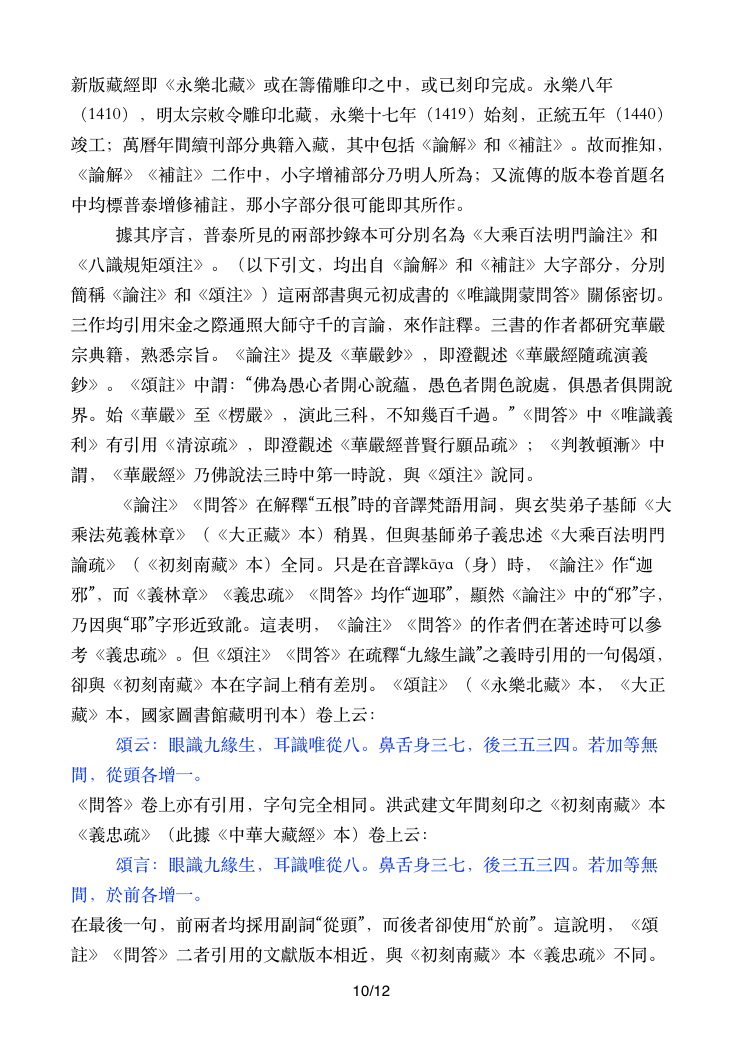 新版藏經即《永樂北藏》或在籌備雕印之中，或已刻印完成。永樂八年
（1410），明太宗敕令雕印北藏，永樂十七年（1419）始刻，正統五年（1440）
竣工；萬曆年間續刊部分典籍入藏，其中包括《論解》和《補註》。故而推知，
《論解》《補註》二作中，小字增補部分乃明人所為；又流傳的版本卷首題名
中均標普泰增修補註，那小字部分很可能即其所作。
據其序言，普泰所見的兩部抄錄本可分別名為《大乘百法明門論注》和
《八識規矩頌注》。（以下引文，均出自《論解》和《補註》大字部分，分別
簡稱《論注》和《頌注》）這兩部書與元初成書的《唯識開蒙問答》關係密切。
三作均引用宋金之際通照大師守千的言論，來作註釋。三書的作者都研究華嚴
宗典籍，熟悉宗旨。《論注》提及《華嚴鈔》，即澄觀述《華嚴經隨疏演義
鈔》。《頌註》中謂：“佛為愚心者開心說蘊，愚色者開色說處，俱愚者俱開說
界。始《華嚴》至《楞嚴》，演此三科，不知幾百千過。”《問答》中《唯識義
利》有引用《清涼疏》，即澄觀述《華嚴經普賢行願品疏》；《判教頓漸》中
謂，《華嚴經》乃佛說法三時中第一時說，與《頌注》說同。
《論注》《問答》在解釋“五根”時的音譯梵語用詞，與玄奘弟子基師《大
乘法苑義林章》（《大正藏》本）稍異，但與基師弟子義忠述《大乘百法明門
論疏》（《初刻南藏》本）全同。只是在音譯kāya（身）時，《論注》作“迦
邪”，而《義林章》《義忠疏》《問答》均作“迦耶”，顯然《論注》中的“邪”字，
乃因與“耶”字形近致訛。這表明，《論注》《問答》的作者們在著述時可以參
考《義忠疏》。但《頌注》《問答》在疏釋“九緣生識”之義時引用的一句偈頌，
卻與《初刻南藏》本在字詞上稍有差別。《頌註》（《永樂北藏》本，《大正
藏》本，國家圖書館藏明刊本）卷上云：
頌云：眼識九緣生，耳識唯從八。鼻舌身三七，後三五三四。若加等無
間，從頭各增一。
《問答》卷上亦有引用，字句完全相同。洪武建文年間刻印之《初刻南藏》本
《義忠疏》（此據《中華大藏經》本）卷上云：
頌言：眼識九緣生，耳識唯從八。鼻舌身三七，後三五三四。若加等無
間，於前各增一。
在最後一句，前兩者均採用副詞“從頭”，而後者卻使用“於前”。這說明，《頌
註》《問答》二者引用的文獻版本相近，與《初刻南藏》本《義忠疏》不同。
10/12